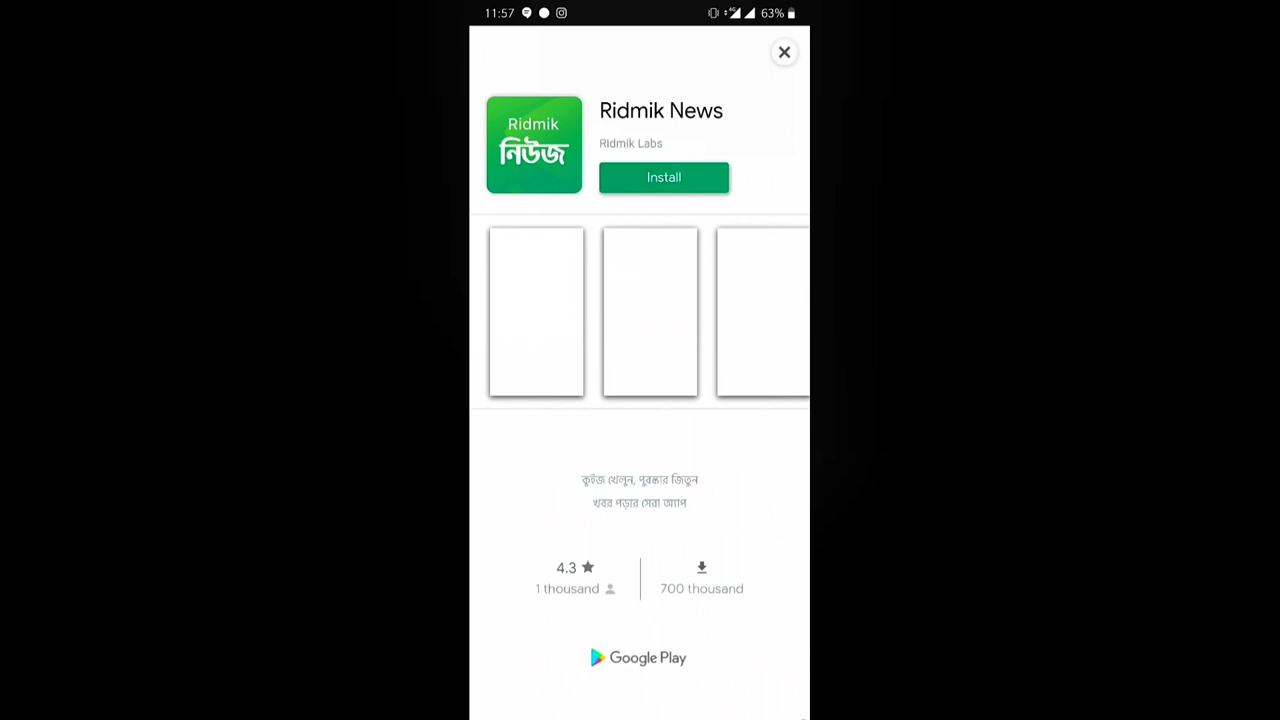 11:57 4G 63%
Ridmik
নিউজ
Ridmik News
Ridmik Labs
Install
কুইজ খেলুন, পুরস্কার জিতুন
খবর পড়ার সেরা অ্যাপ
4.3
1 thousand
700 thousand
Google Play